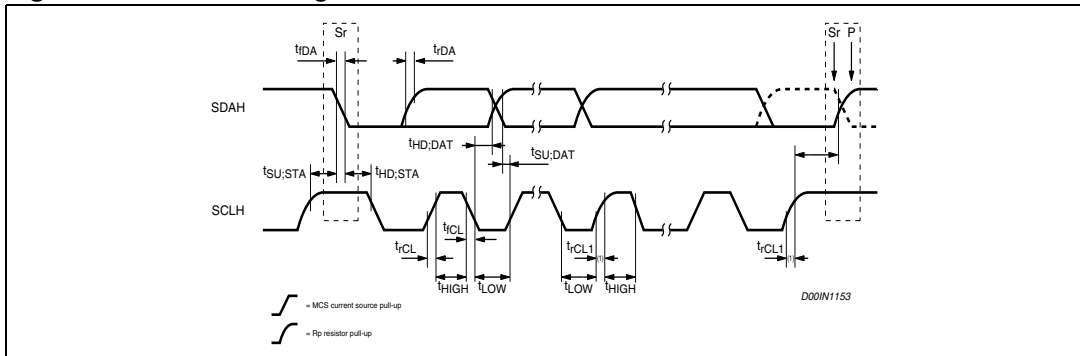 Sr
Sr P
tfDA
trDA
SDAH
tHD;DAT
tSU;DAT
tSU;STA
tHD;STA
SCLH
tfCL
trCL
trCL1
(1)
trCL1
(1)
tHIGH
tLOW
tLOW
tHIGH
= MCS current source pull-up
= Rp resistor pull-up
D00IN1153